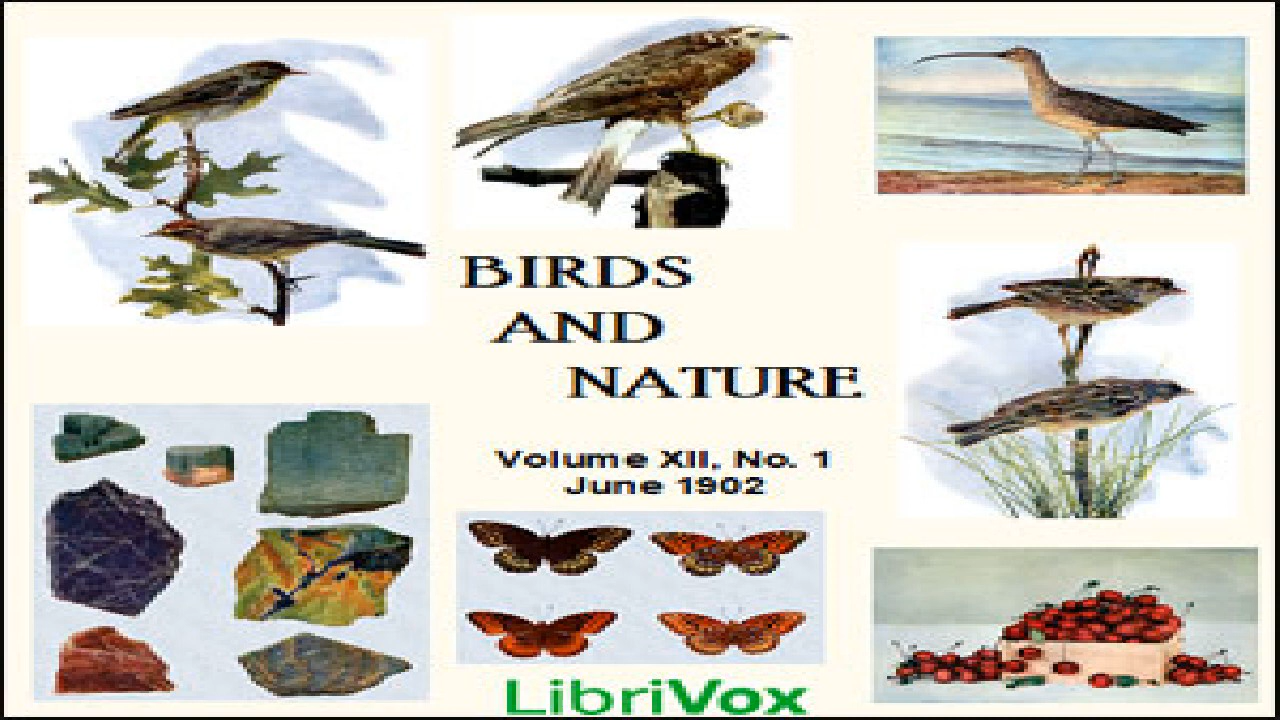 BIRDS
AND
NATURE
Volume XII, No. 1
June 1902
LibriVox